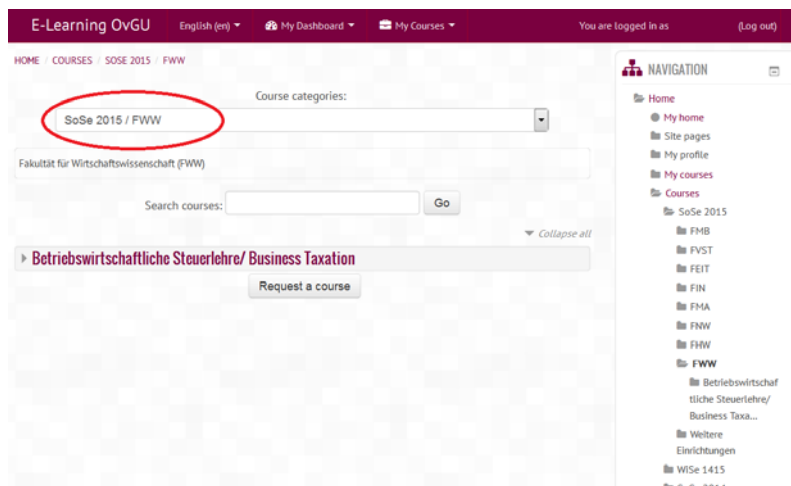 E-Learning OvGU English (en) My Dashboard My Courses You are logged in as (Log out)
HOME / COURSES / SOSE 2015 / FWW
Course categories:
SoSe 2015 / FWW
Fakultät für Wirtschaftswissenschaft (FWW)
Search courses: Go
Collapse all
Betriebswirtschaftliche Steuerlehre/ Business Taxation
Request a course
NAVIGATION
Home
My home
Site pages
My profile
My courses
Courses
SoSe 2015
FMB
FVST
FEIT
FIN
FMA
FNW
FHW
FWW
Betriebswirtschaf
tliche Steuerlehre/
Business Taxa...
Weitere
Einrichtungen
WISe 1415